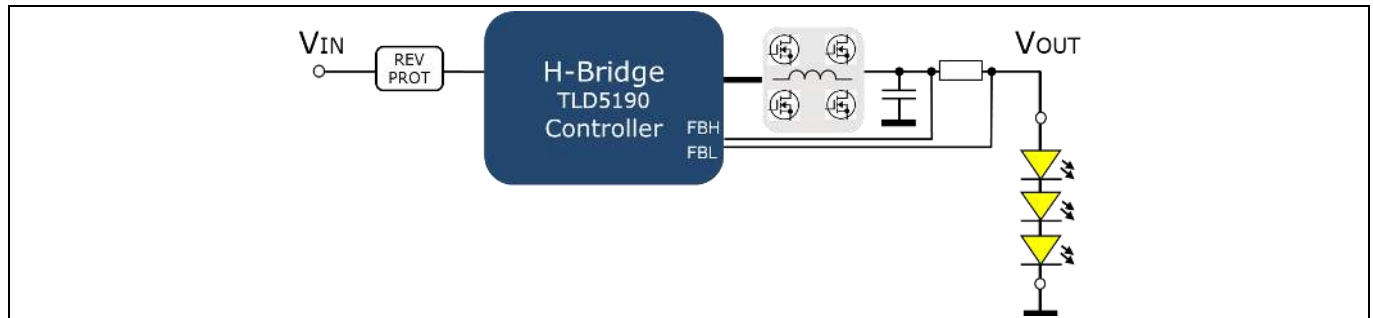 VIN
REV
PROT
H-Bridge
TLD5190
Controller
FBH
FBL
VOUT